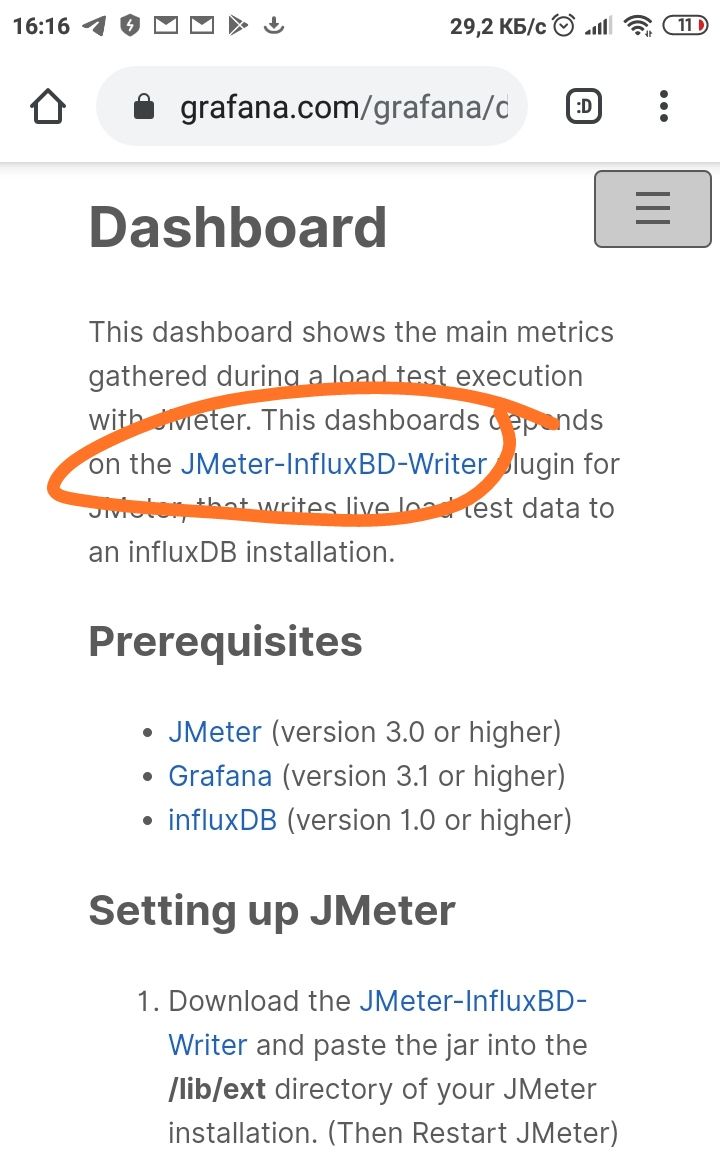 16:16 29,2 КБ/с 11
grafana.com/grafana/d :D
Dashboard
This dashboard shows the main metrics
gathered during a load test execution
with JMeter. This dashboards depends
on the JMeter-InfluxBD-Writer plugin for
JMeter, that writes live load test data to
an influxDB installation.
Prerequisites
• JMeter (version 3.0 or higher)
• Grafana (version 3.1 or higher)
• influxDB (version 1.0 or higher)
Setting up JMeter
1. Download the JMeter-InfluxBD-
Writer and paste the jar into the
/lib/ext directory of your JMeter
installation. (Then Restart JMeter)